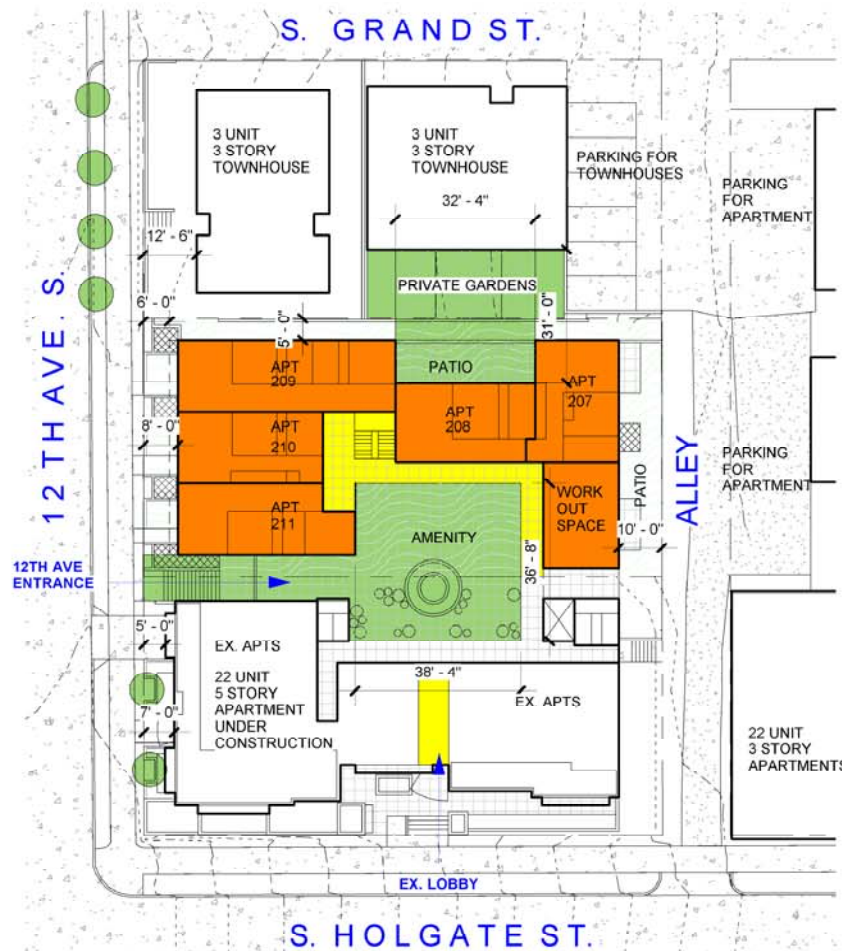 S. GRAND ST.
3 UNIT
3 STORY
TOWNHOUSE
3 UNIT
3 STORY
TOWNHOUSE
PARKING FOR
TOWNHOUSES
PARKING
FOR
APARTMENT
32' - 4"
12' - 6"
PRIVATE GARDENS
6' - 0"
5' - 0"
31' - 0"
12 TH AVE. S.
APT
209
PATIO
APT
207
APT
208
8' - 0"
APT
210
ALLEY
PARKING
FOR
APARTMENT
PATIO
WORK
OUT
SPACE
APT
211
AMENITY
10' - 0"
36' - 8"
12TH AVE
ENTRANCE
5' - 0"
EX. APTS
22 UNIT
5 STORY
APARTMENT
UNDER
CONSTRUCTION
38' - 4"
EX. APTS
7' - 0"
22 UNIT
3 STORY
APARTMENTS
EX. LOBBY
S. HOLGATE ST.